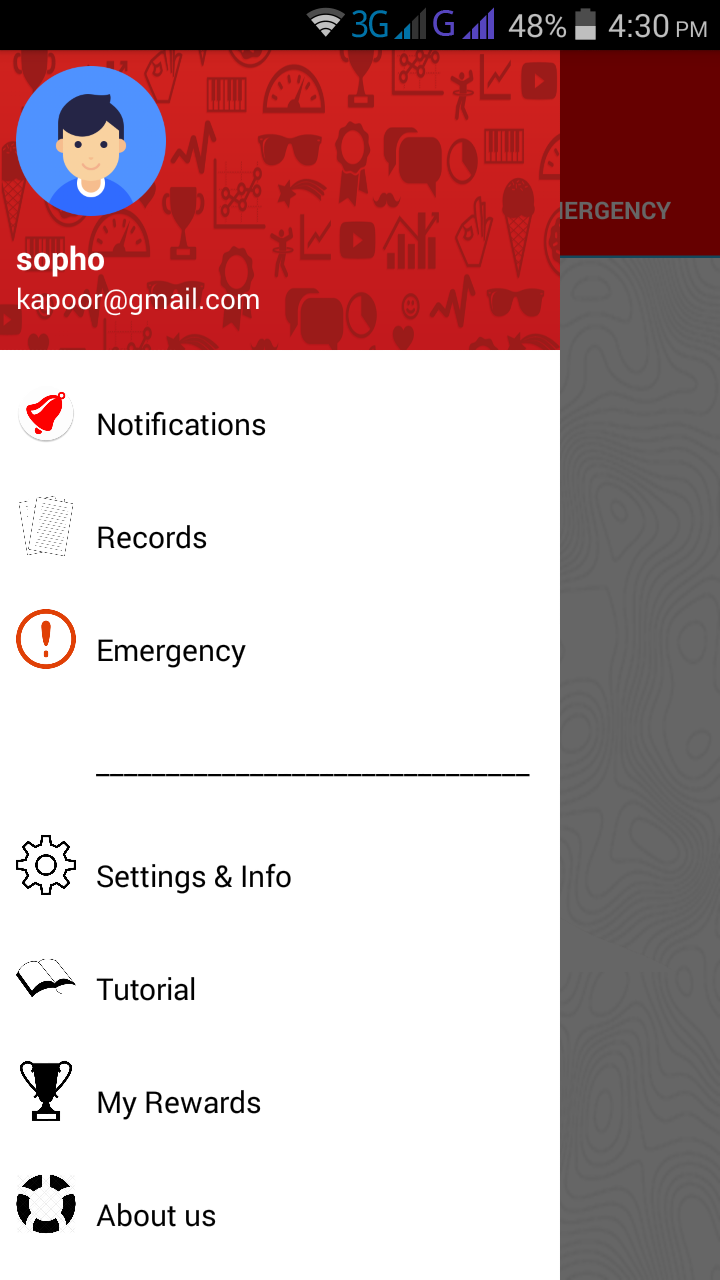 3G G 48% 4:30 PM
ERGENCY
sopho
kapoor@gmail.com
Notifications
Records
Emergency
_______________________________
Settings & Info
Tutorial
My Rewards
About us